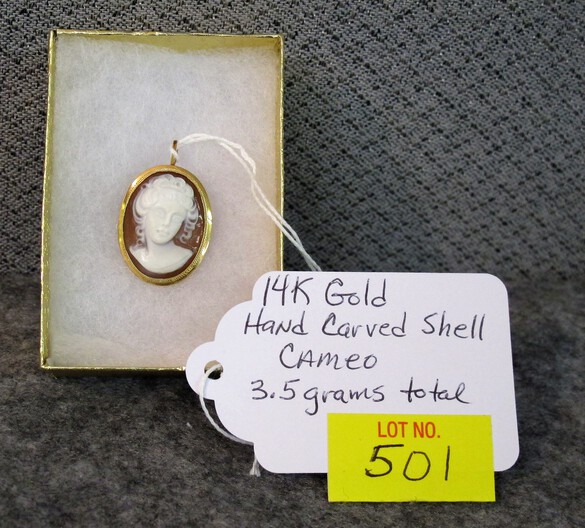 14K Gold
Hand Carved Shell
CAMEO
3.5 grams total
LOT NO.
501